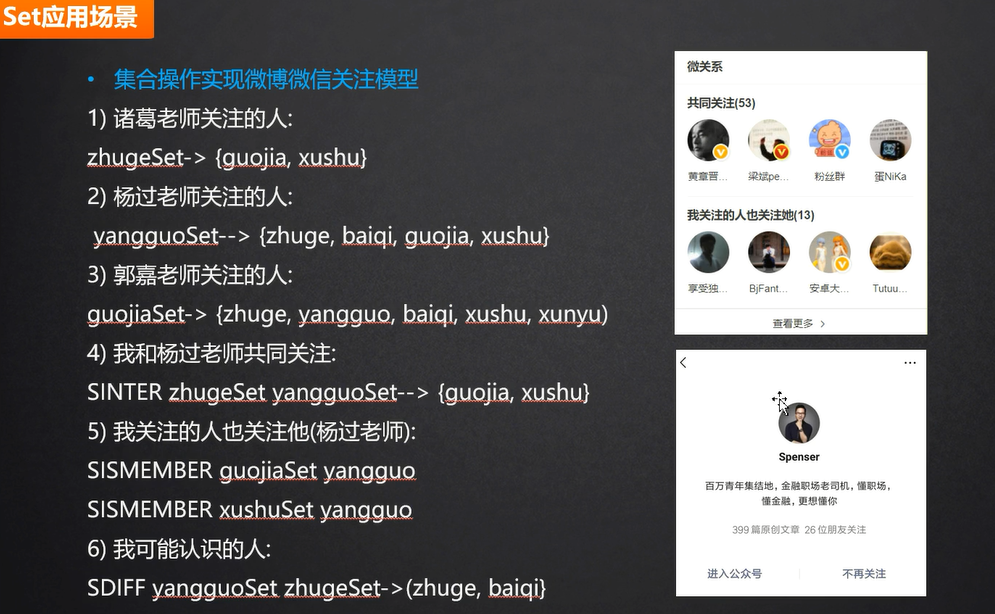 Set应用场景
• 集合操作实现微博微信关注模型
1) 诸葛老师关注的人:
zhugeSet-> {guojia, xushu}
2) 杨过老师关注的人:
yangguoSet--> {zhuge, baiqi, guojia, xushu}
3) 郭嘉老师关注的人:
guojiaSet-> {zhuge, yangguo, baiqi, xushu, xunyu)
4) 我和杨过老师共同关注:
SINTER zhugeSet yangguoSet--> {guojia, xushu}
5) 我关注的人也关注他(杨过老师):
SISMEMBER guojiaSet yangguo
SISMEMBER xushuSet yangguo
6) 我可能认识的人:
SDIFF yangguoSet zhugeSet->(zhuge, baiqi}
微关系
共同关注(53)
黄章晋... 梁斌pe... 粉丝群 蛋NiKa
我关注的人也关注她(13)
享受独... BjFant... 安卓大... Tutuu...
查看更多 >
Spenser
百万青年集结地，金融职场老司机，懂职场，
懂金融，更想懂你
399篇原创文章 26位朋友关注
进入公众号 不再关注